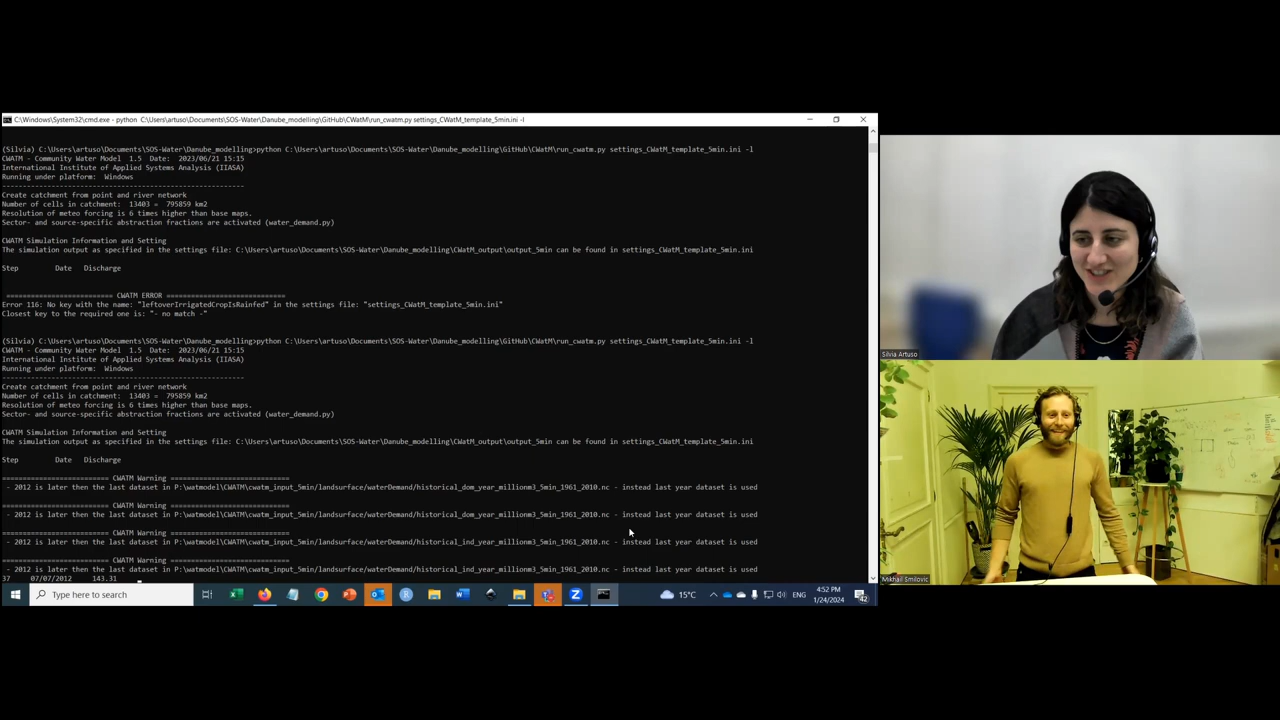 C:\Windows\System32\cmd.exe - python C:\Users\artuso\Documents\SOS-Water\Danube_modelling\GitHub\CWatM\run_cwatm.py settings_CWatM_template_5min.ini -l
(Silvia) C:\Users\artuso\Documents\SOS-Water\Danube_modelling>python C:\Users\artuso\Documents\SOS-Water\Danube_modelling\GitHub\CWatM\run_cwatm.py settings_CWatM_template_5min.ini -l
CWATM - Community Water Model 1.5 Date: 2023/06/21 15:15
International Institute of Applied Systems Analysis (IIASA)
Running under platform: Windows
-----------------------------------------------------------
Create catchment from point and river network
Number of cells in catchment: 13403 = 795859 km2
Resolution of meteo forcing is 6 times higher than base maps.
Sector- and source-specific abstraction fractions are activated (water_demand.py)
CWATM Simulation Information and Setting
The simulation output as specified in the settings file: C:\Users\artuso\Documents\SOS-Water\Danube_modelling\CWatM_output\output_5min can be found in settings_CWatM_template_5min.ini
Step Date Discharge
========================== CWATM ERROR =============================
Error 116: No key with the name: "leftoverIrrigatedCropIsRainfed" in the settings file: "settings_CWatM_template_5min.ini"
Closest key to the required one is: "- no match -"
(Silvia) C:\Users\artuso\Documents\SOS-Water\Danube_modelling>python C:\Users\artuso\Documents\SOS-Water\Danube_modelling\GitHub\CWatM\run_cwatm.py settings_CWatM_template_5min.ini -l
CWATM - Community Water Model 1.5 Date: 2023/06/21 15:15
International Institute of Applied Systems Analysis (IIASA)
Running under platform: Windows
-----------------------------------------------------------
Create catchment from point and river network
Number of cells in catchment: 13403 = 795859 km2
Resolution of meteo forcing is 6 times higher than base maps.
Sector- and source-specific abstraction fractions are activated (water_demand.py)
CWATM Simulation Information and Setting
The simulation output as specified in the settings file: C:\Users\artuso\Documents\SOS-Water\Danube_modelling\CWatM_output\output_5min can be found in settings_CWatM_template_5min.ini
Step Date Discharge
========================== CWATM Warning =============================
- 2012 is later then the last dataset in P:\watmodel\CWATM\cwatm_input_5min/landsurface/waterDemand/historical_dom_year_millionm3_5min_1961_2010.nc - instead last year dataset is used
========================== CWATM Warning =============================
- 2012 is later then the last dataset in P:\watmodel\CWATM\cwatm_input_5min/landsurface/waterDemand/historical_dom_year_millionm3_5min_1961_2010.nc - instead last year dataset is used
========================== CWATM Warning =============================
- 2012 is later then the last dataset in P:\watmodel\CWATM\cwatm_input_5min/landsurface/waterDemand/historical_ind_year_millionm3_5min_1961_2010.nc - instead last year dataset is used
========================== CWATM Warning =============================
- 2012 is later then the last dataset in P:\watmodel\CWATM\cwatm_input_5min/landsurface/waterDemand/historical_ind_year_millionm3_5min_1961_2010.nc - instead last year dataset is used
37 07/07/2012 143.31
Type here to search
15°C
ENG
4:52 PM
1/24/2024
42
Silvia Artuso
Mikhail Smilovic